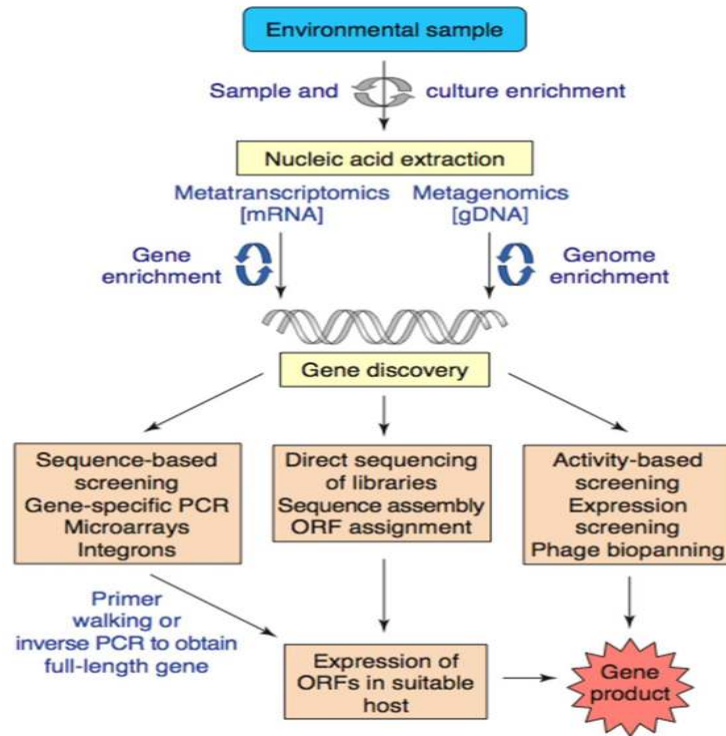 Environmental sample
Sample and culture enrichment
Nucleic acid extraction
Metatranscriptomics
[mRNA]
Metagenomics
[gDNA]
Gene
enrichment
Genome
enrichment
Gene discovery
Sequence-based
screening
Gene-specific PCR
Microarrays
Integrons
Direct sequencing
of libraries
Sequence assembly
ORF assignment
Activity-based
screening
Expression
screening
Phage biopanning
Primer
walking or
inverse PCR to obtain
full-length gene
Expression of
ORFs in suitable
host
Gene
product